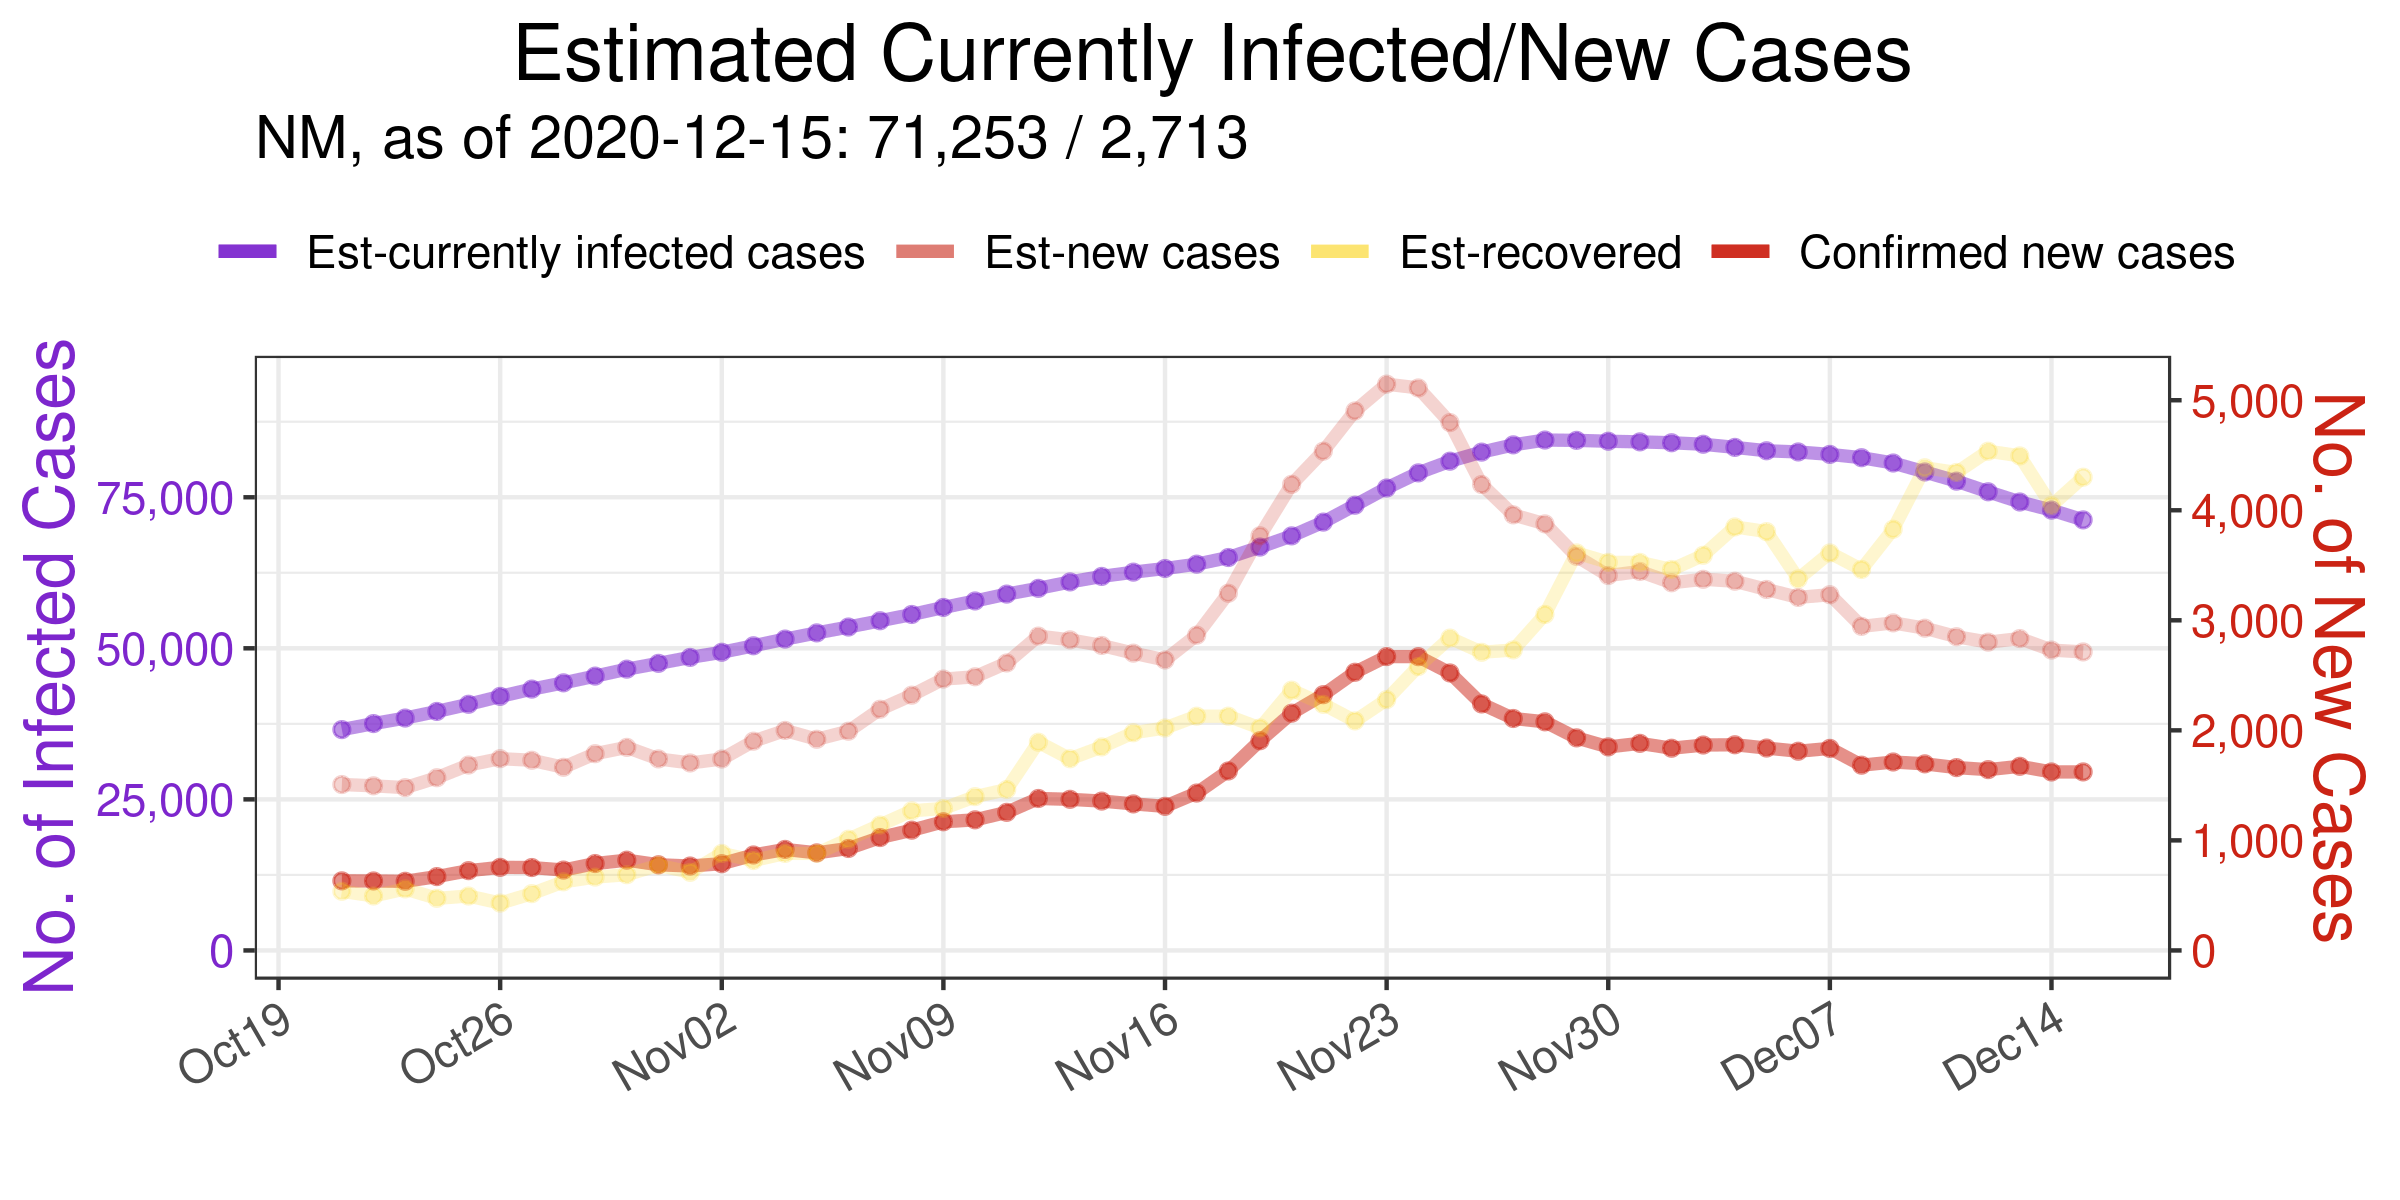 Estimated Currently Infected/New Cases
NM, as of 2020-12-15: 71,253 / 2,713
Est-currently infected cases Est-new cases Est-recovered Confirmed new cases
No. of Infected Cases
75,000
50,000
25,000
0
5,000
4,000
3,000
2,000
1,000
0
No. of New Cases
Oct19 Oct26 Nov02 Nov09 Nov16 Nov23 Nov30 Dec07 Dec14